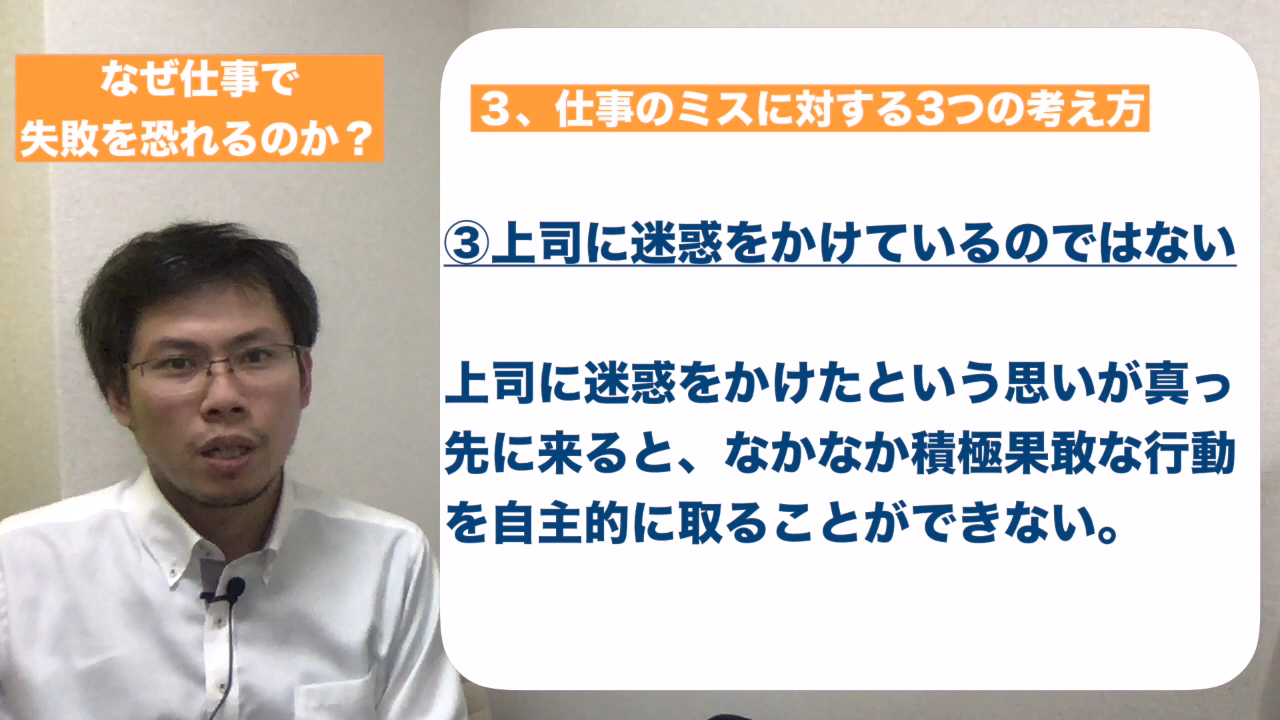 なぜ仕事で
失敗を恐れるのか？
３、仕事のミスに対する3つの考え方
③上司に迷惑をかけているのではない
上司に迷惑をかけたという思いが真っ
先に来ると、なかなか積極果敢な行動
を自主的に取ることができない。